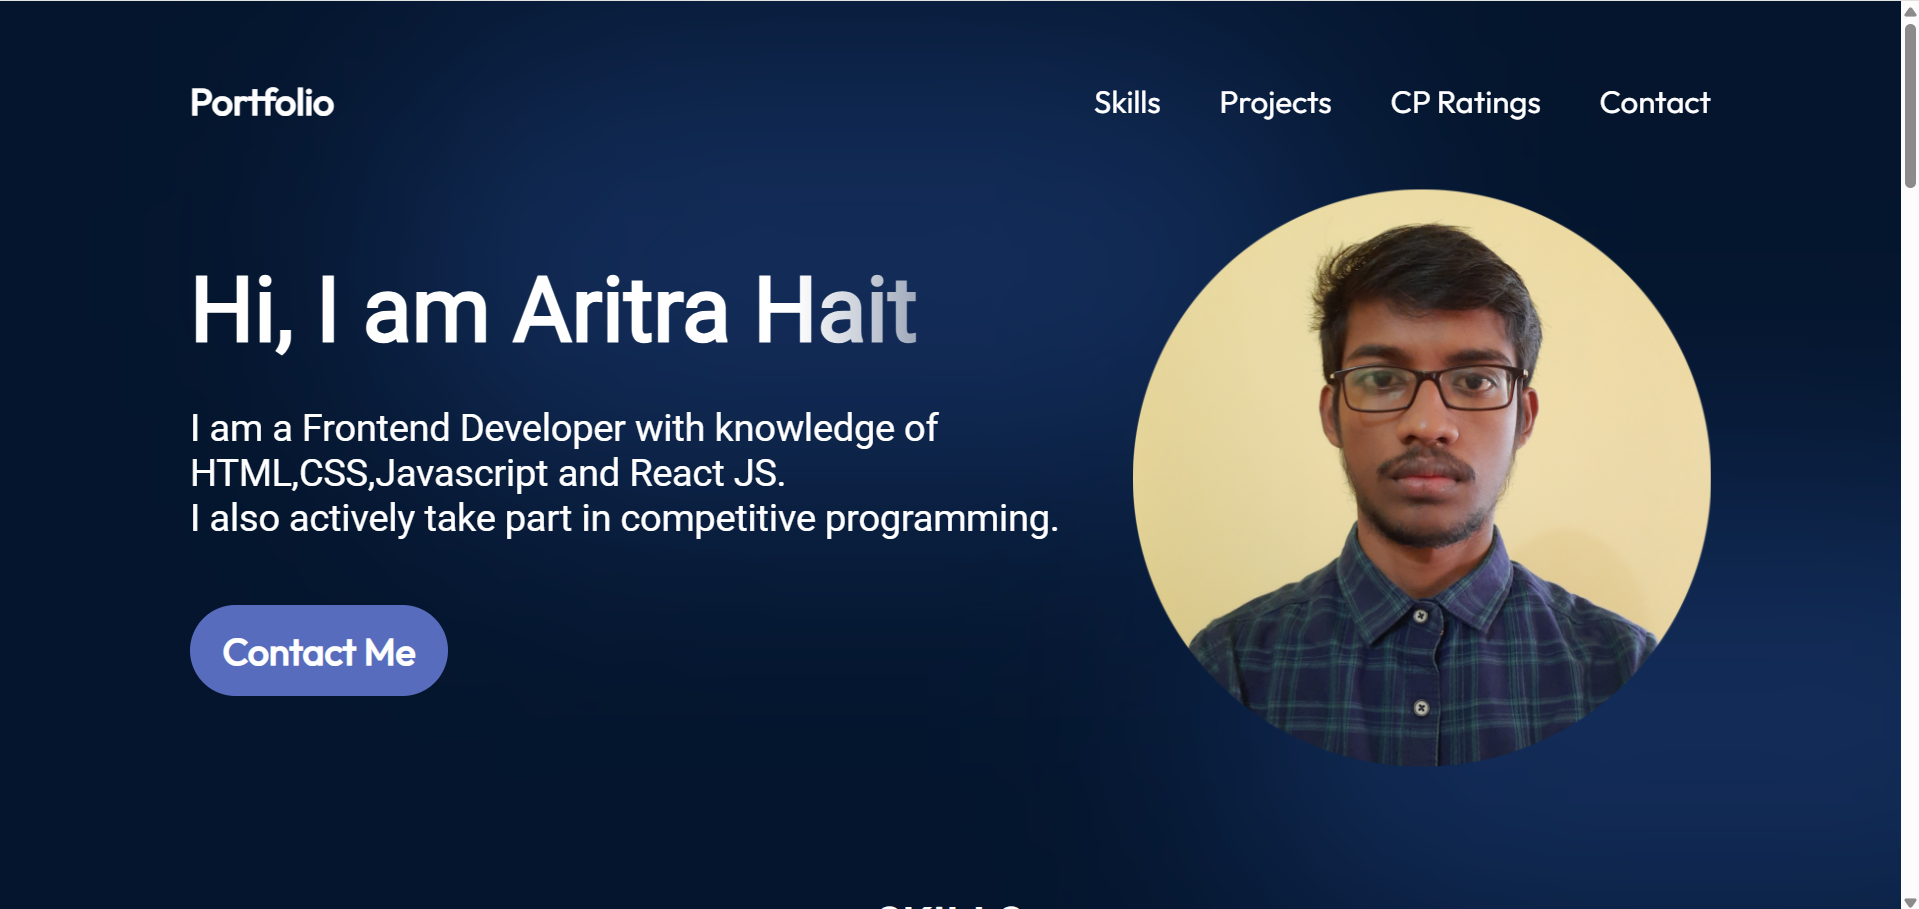 Portfolio
Skills
Projects
CP Ratings
Contact
Hi, I am Aritra Hait
I am a Frontend Developer with knowledge of
HTML,CSS,Javascript and React JS.
I also actively take part in competitive programming.
Contact Me